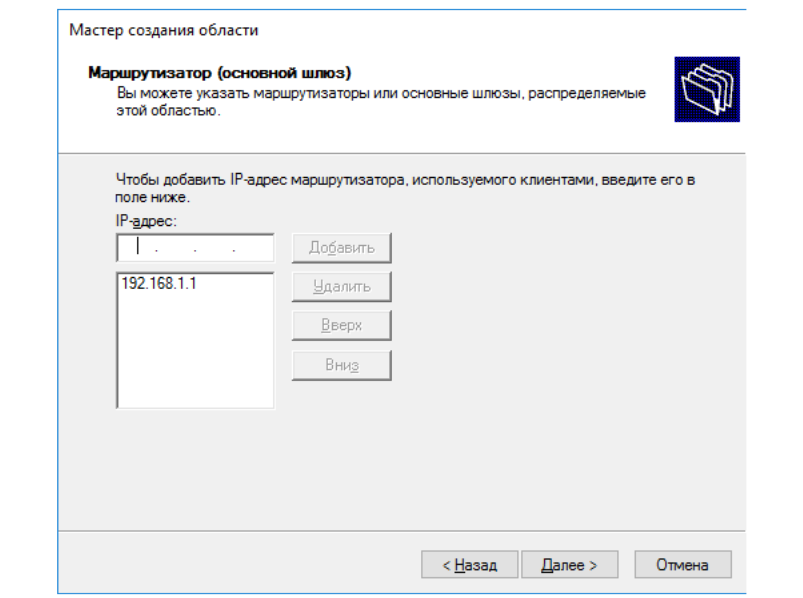 Мастер создания области
Маршрутизатор (основной шлюз)
Вы можете указать маршрутизаторы или основные шлюзы, распределяемые
этой областью.
Чтобы добавить IP-адрес маршрутизатора, используемого клиентами, введите его в
поле ниже.
IP-адрес:
. . .
Добавить
192.168.1.1
Удалить
Вверх
Вниз
< Назад
Далее >
Отмена